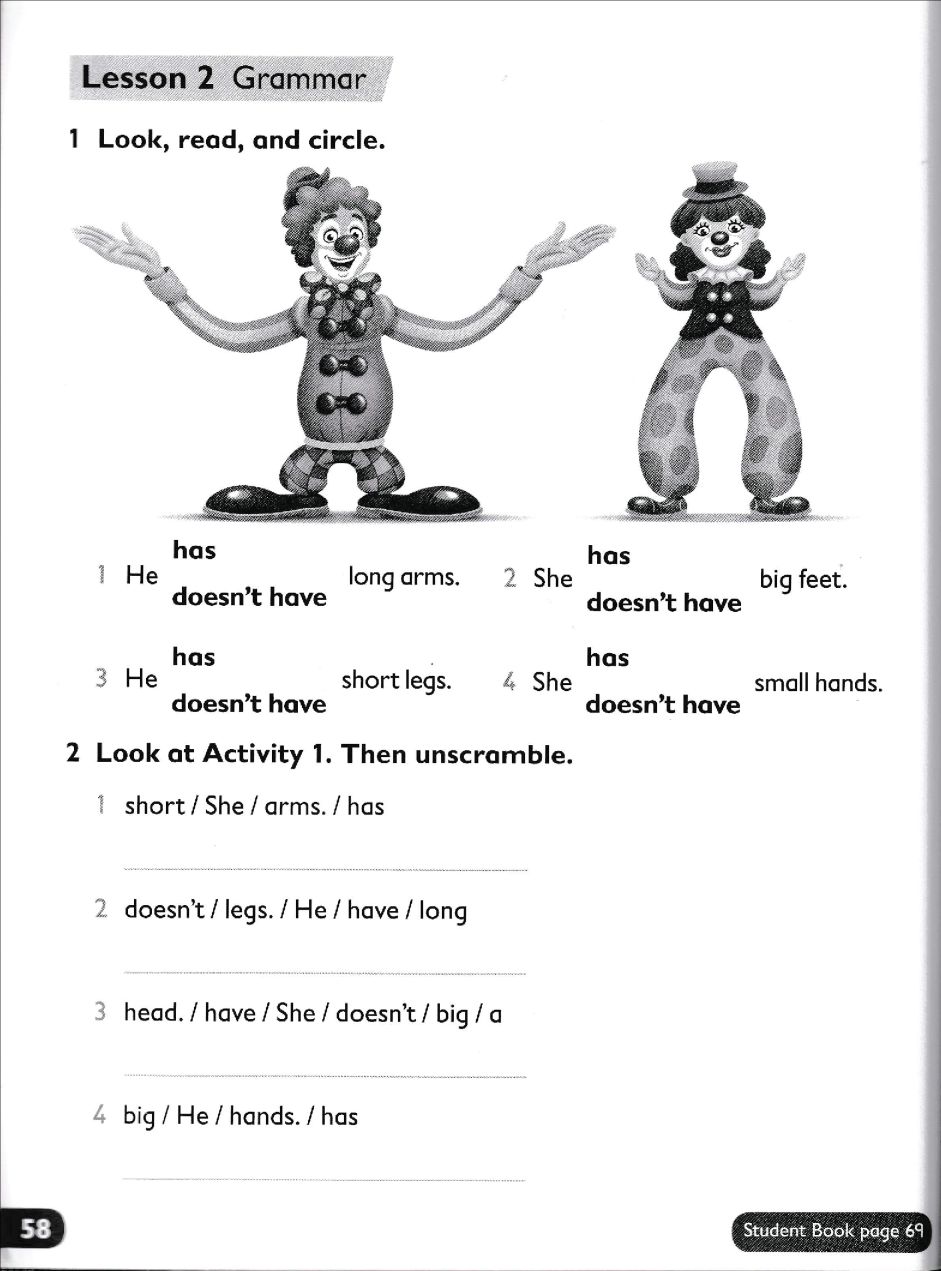 Lesson 2 Grammar
1 Look, read, and circle.
1 He has doesn't have long arms.
2 She has doesn't have big feet.
3 He has doesn't have short legs.
4 She has doesn't have small hands.
2 Look at Activity 1. Then unscramble.
1 short / She / arms. / has
2 doesn't / legs. / He / have / long
3 head. / have / She / doesn't / big / a
4 big / He / hands. / has
58
Student Book page 69